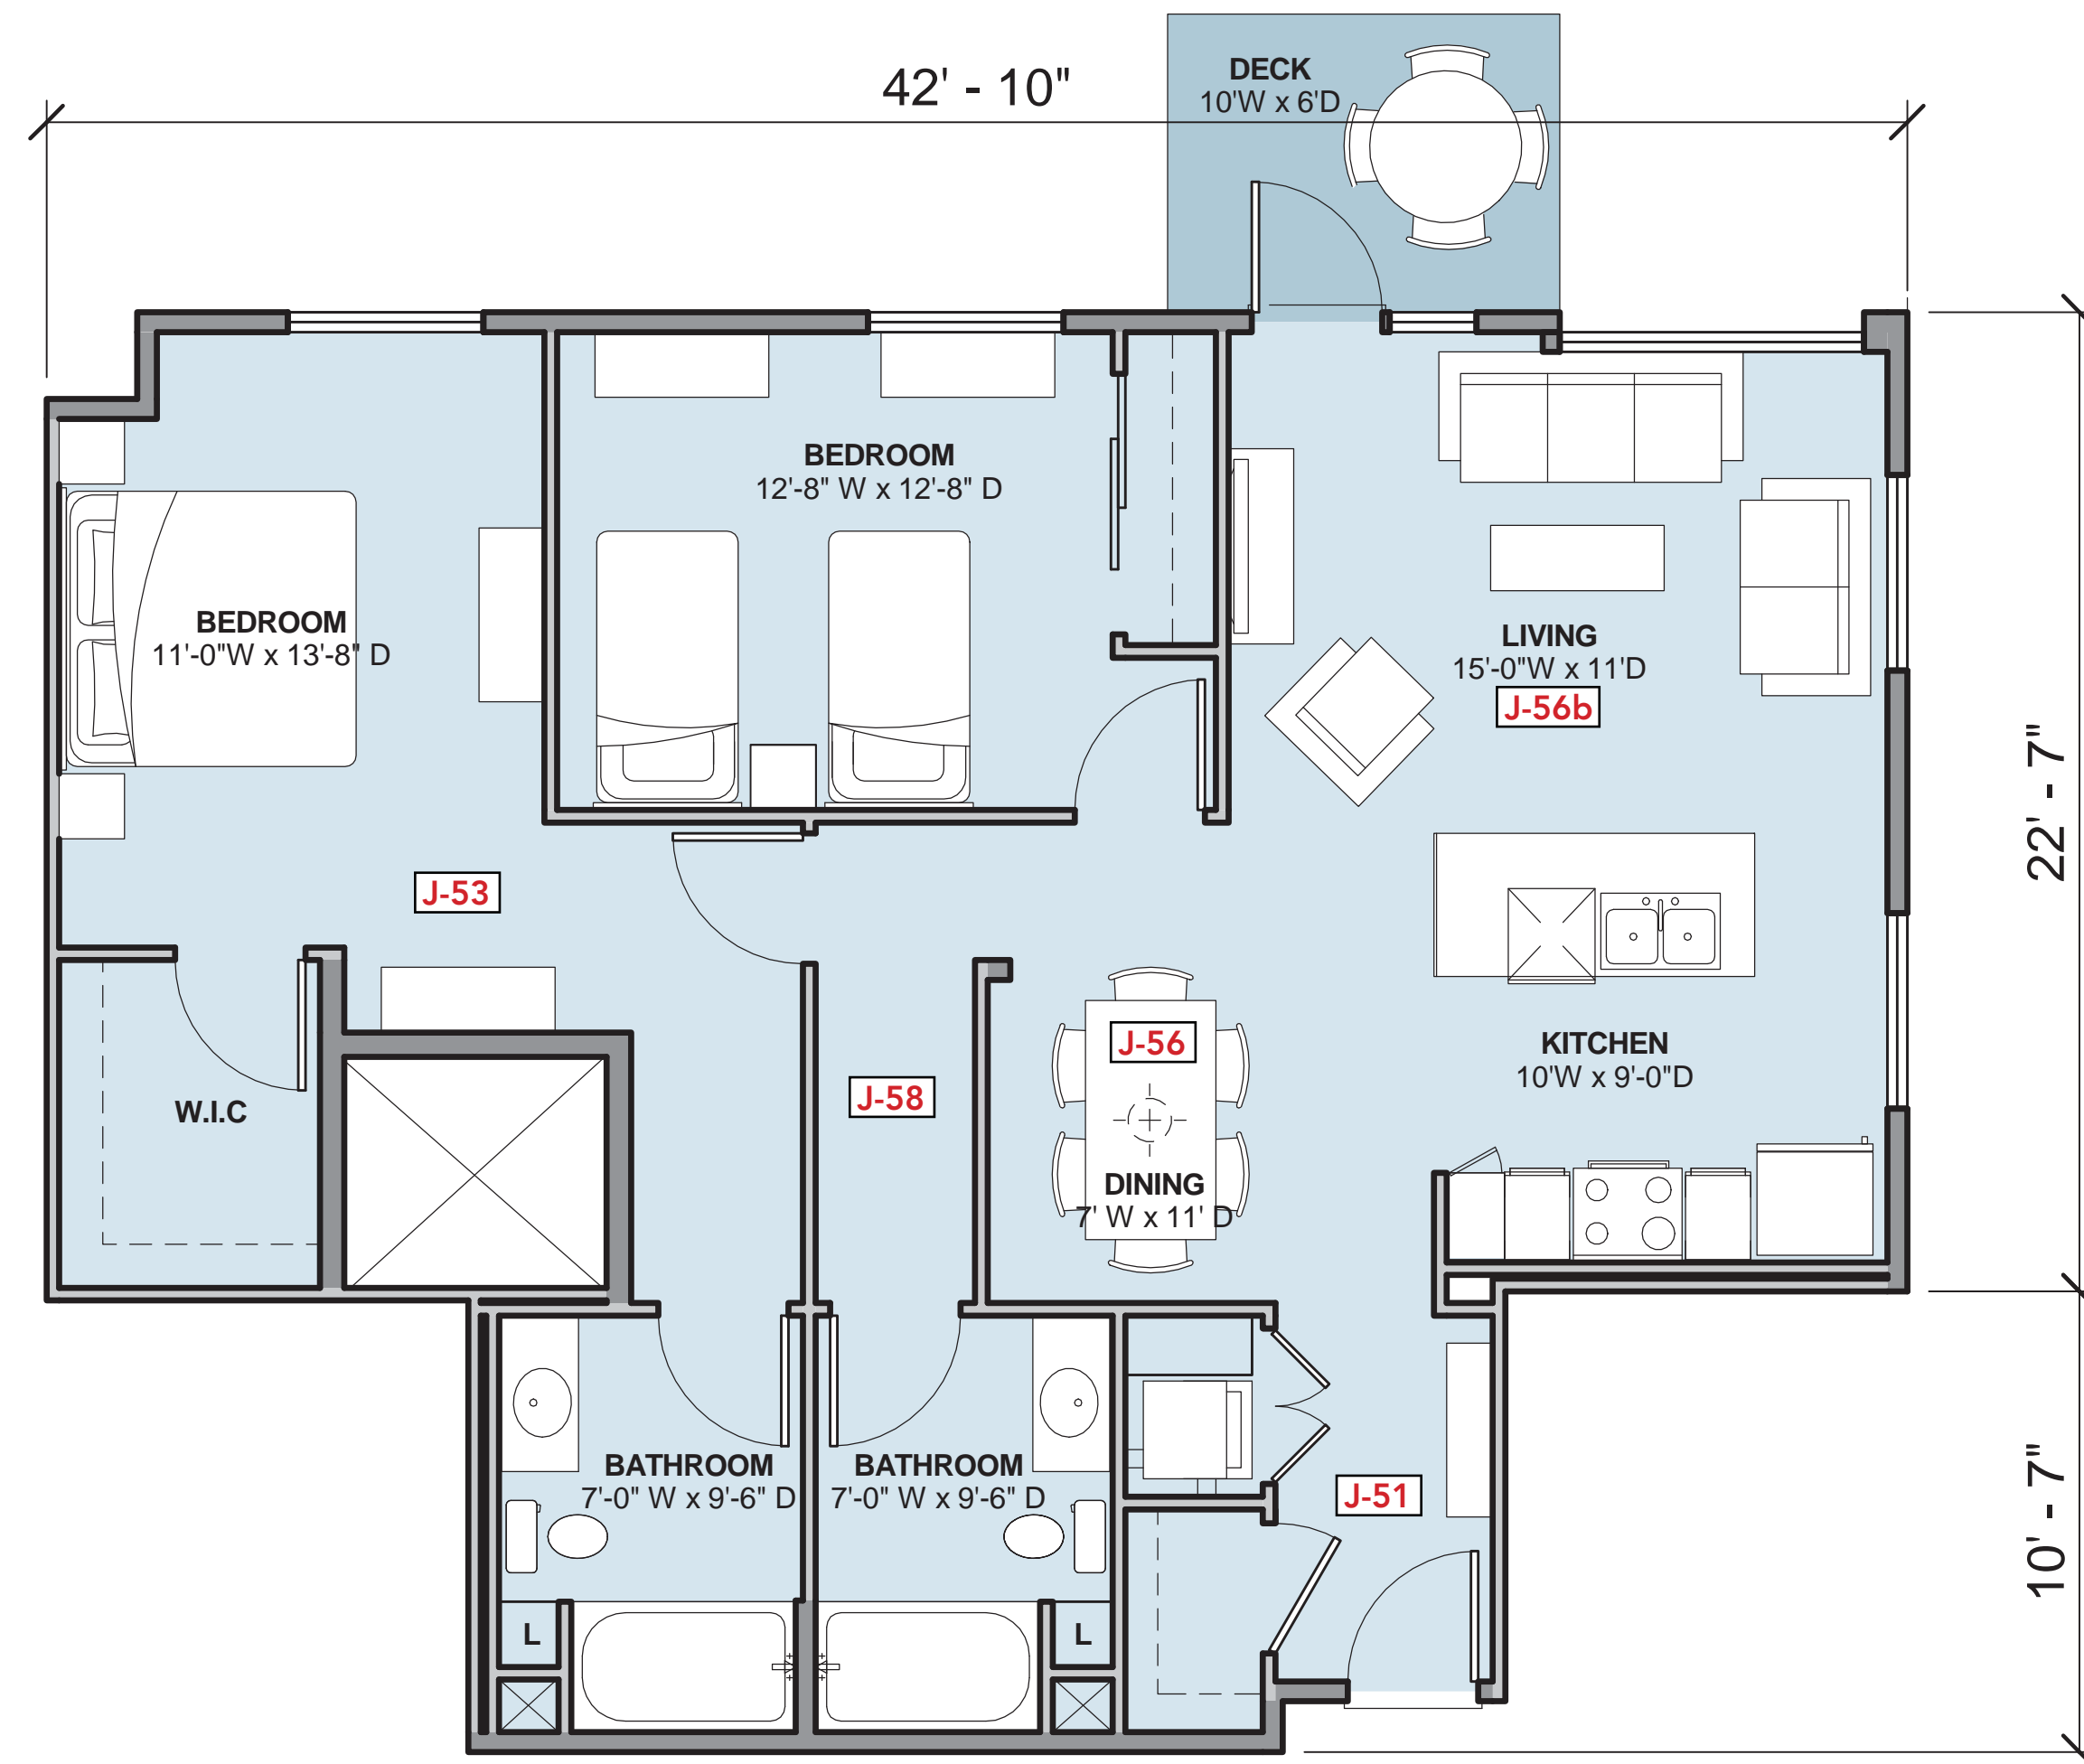 42' - 10"
DECK
10'W x 6'D
BEDROOM
12'-8" W x 12'-8" D
BEDROOM
11'-0"W x 13'-8" D
LIVING
15'-0"W x 11'D
J-56b
22' - 7"
J-53
J-56
J-58
KITCHEN
10'W x 9'-0"D
W.I.C
DINING
7' W x 11' D
BATHROOM
7'-0" W x 9'-6" D
BATHROOM
7'-0" W x 9'-6" D
J-51
10' - 7"
L
L